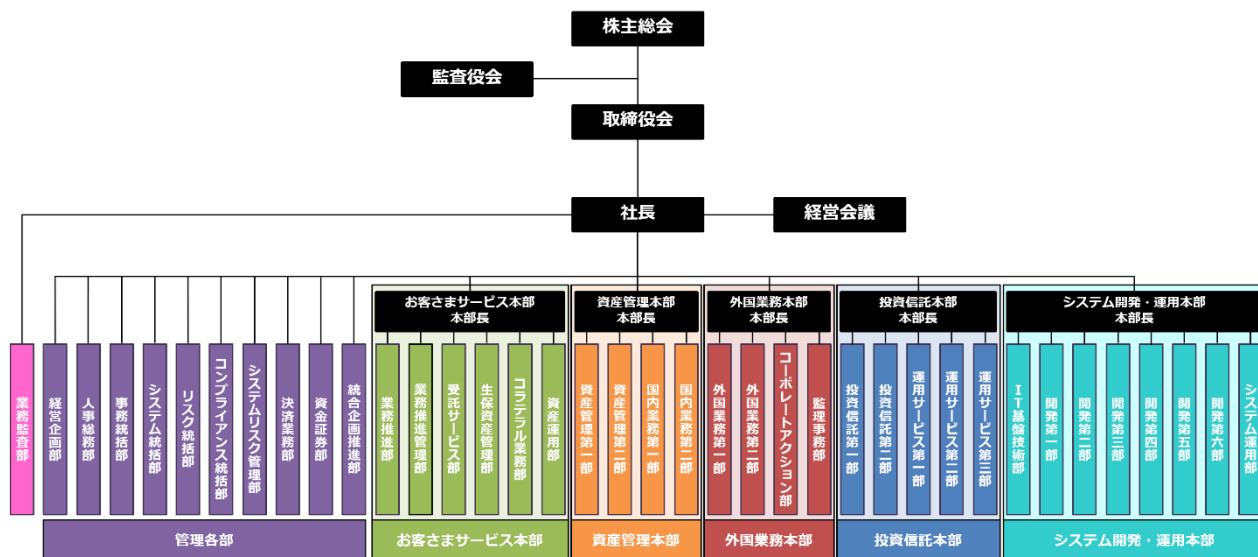 株主総会
監査役会
取締役会
社長
経営会議
お客さまサービス本部
本部長
資産管理本部
本部長
外国業務本部
本部長
投資信託本部
本部長
システム開発・運用本部
本部長
業務監査部
経営企画部
人事総務部
事務統括部
システム統括部
リスク統括部
コンプライアンス統括部
システムリスク管理部
決済業務部
資金証券部
統合企画推進部
業務推進部
業務推進管理部
受託サービス部
生保資産管理部
コラテラル業務部
資産運用部
資産管理第一部
資産管理第二部
国内業務第一部
国内業務第二部
外国業務第一部
外国業務第二部
コーポレートアクション部
監理事務部
投資信託第一部
投資信託第二部
運用サービス第一部
運用サービス第二部
運用サービス第三部
IT基盤技術部
開発第一部
開発第二部
開発第三部
開発第四部
開発第五部
開発第六部
システム運用部
管理各部
お客さまサービス本部
資産管理本部
外国業務本部
投資信託本部
システム開発・運用本部